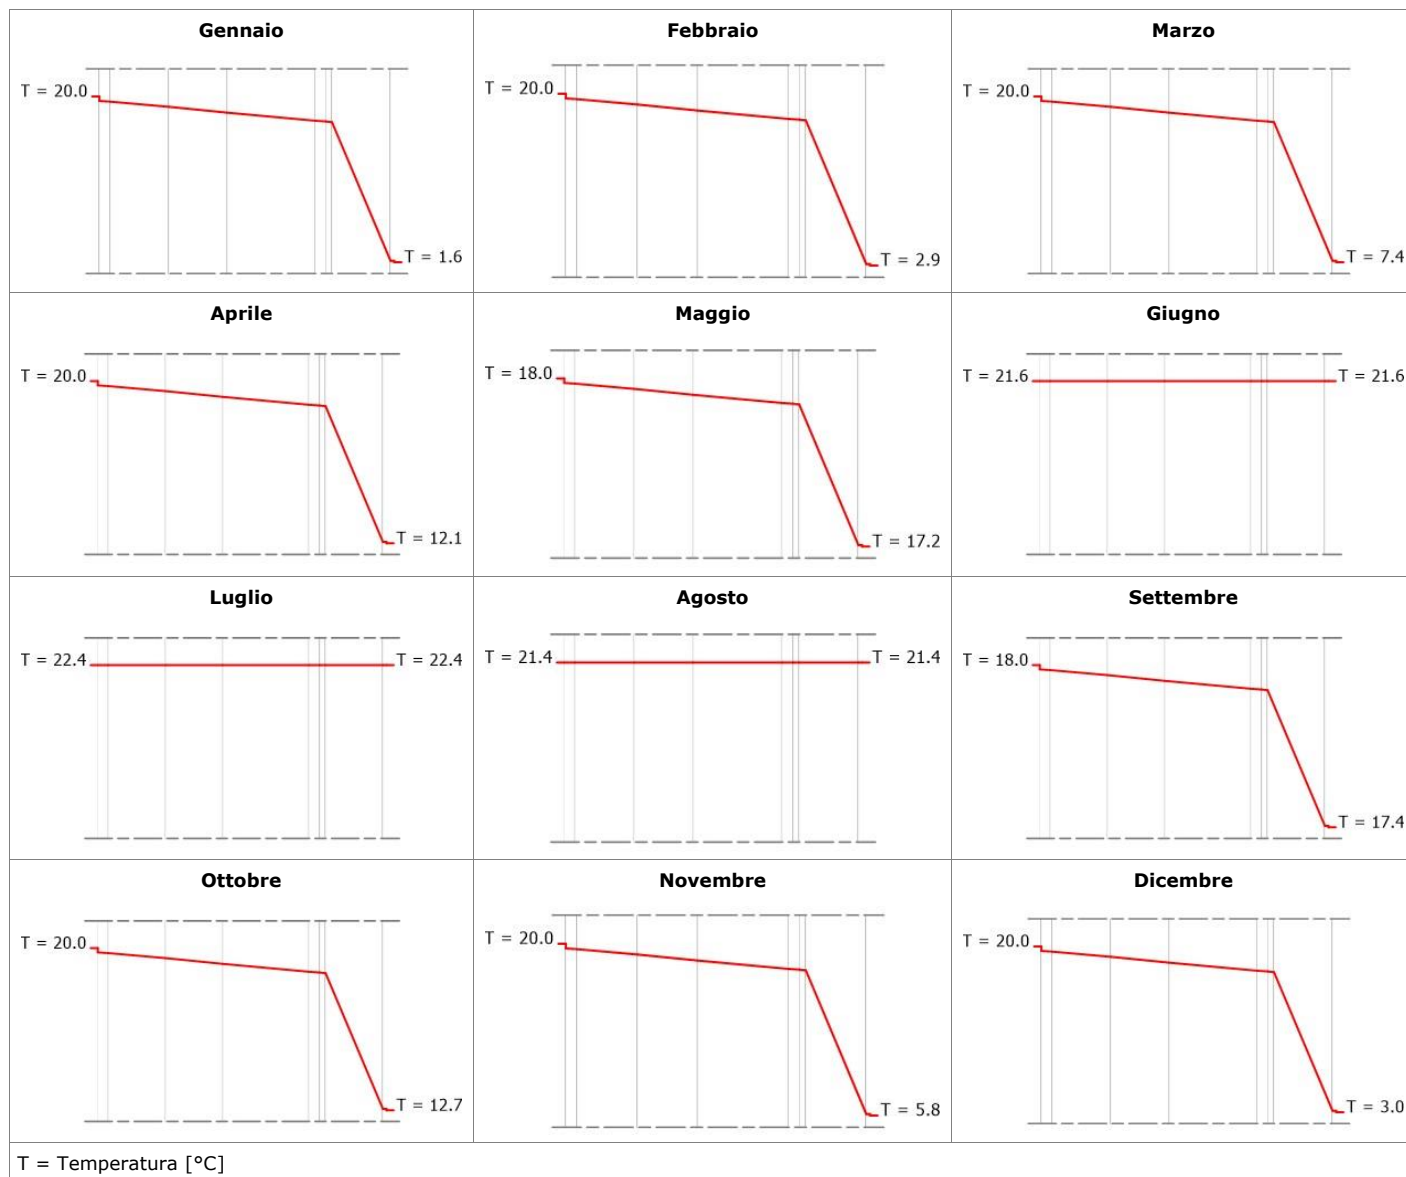 Gennaio
T = 20.0
T = 1.6
Febbraio
T = 20.0
T = 2.9
Marzo
T = 20.0
T = 7.4
Aprile
T = 20.0
T = 12.1
Maggio
T = 18.0
T = 17.2
Giugno
T = 21.6
T = 21.6
Luglio
T = 22.4
T = 22.4
Agosto
T = 21.4
T = 21.4
Settembre
T = 18.0
T = 17.4
Ottobre
T = 20.0
T = 12.7
Novembre
T = 20.0
T = 5.8
Dicembre
T = 20.0
T = 3.0
T = Temperatura [°C]